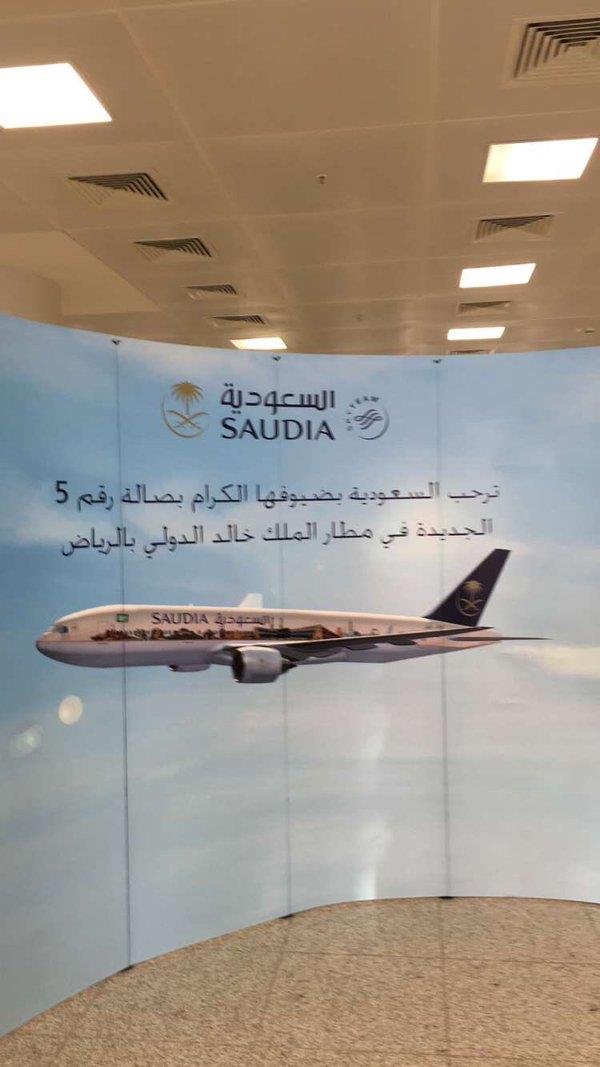 السعودية
SAUDIA
SKYTEAM
ترحب السعودية بضيوفها الكرام بصالة رقم 5
الجديدة في مطار الملك خالد الدولي بالرياض
SAUDIA السعودية